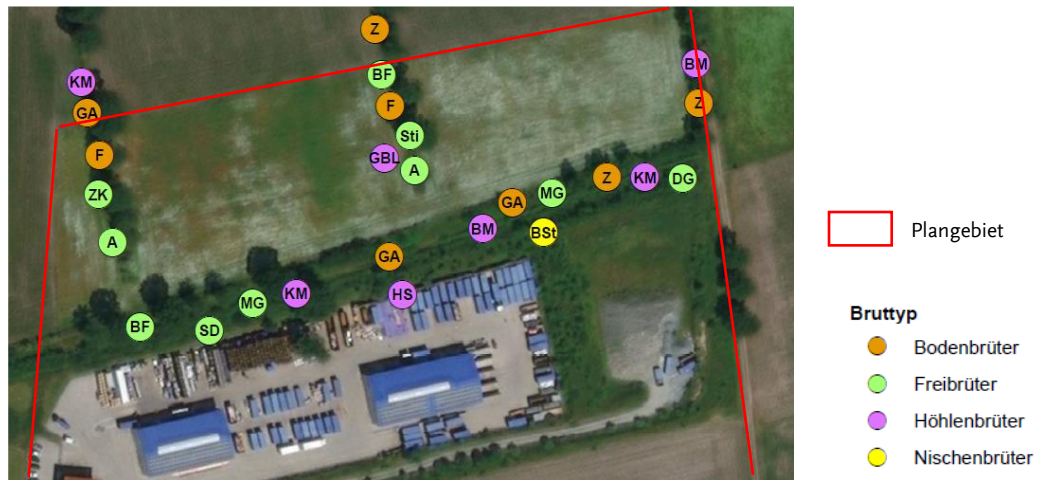 Z
BM
KM
BF
GA
F
Z
Sti
F
GBL
A
ZK
Z
KM
DG
MG
GA
BM
BSt
A
GA
KM
HS
MG
BF
SD
Plangebiet
Bruttyp
Bodenbrüter
Freibrüter
Höhlenbrüter
Nischenbrüter